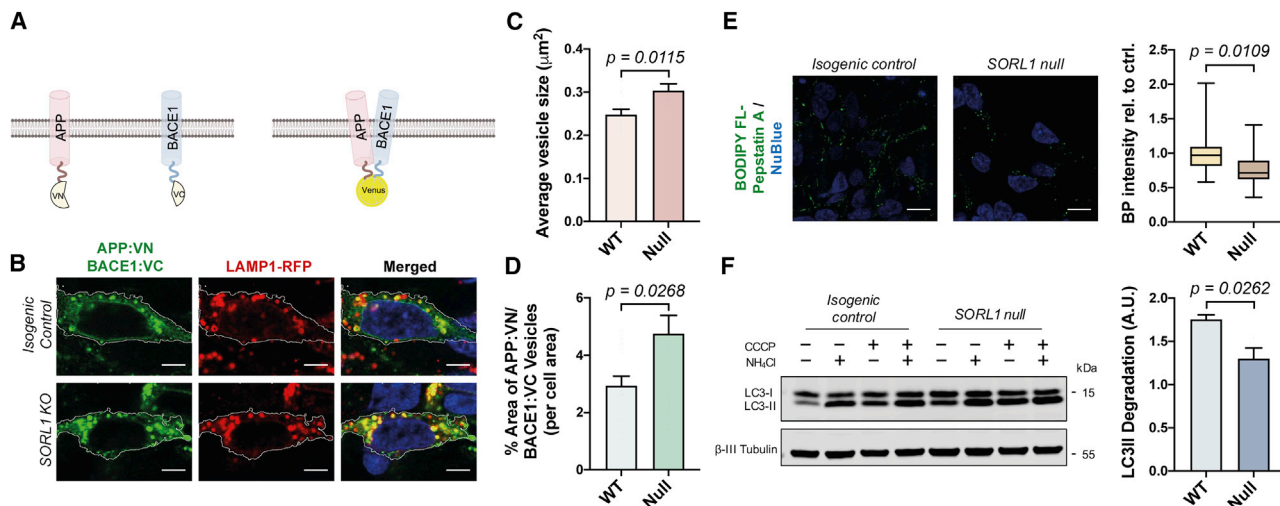 A
APP
BACE1
VN
VC
APP
BACE1
Venus
B
APP:VN
BACE1:VC
LAMP1-RFP
Merged
Isogenic
Control
SORL1 KO
C
Average vesicle size (μm²)
0.4
0.3
0.2
0.1
0.0
p = 0.0115
WT
Null
D
% Area of APP:VN/
BACE1:VC Vesicles
(per cell area)
6
4
2
0
p = 0.0268
WT
Null
E
Isogenic control
SORL1 null
BODIPY FL-
Pepstatin A /
NuBlue
BP intensity rel. to ctrl.
2.5
2.0
1.5
1.0
0.5
0.0
p = 0.0109
WT
Null
F
Isogenic
control
SORL1 null
CCCP − − + + − − + +
NH₄Cl − + − + − + − +
kDa
LC3-I
LC3-II
- 15
β-III Tubulin
- 55
LC3II Degradation (A.U.)
2.0
1.5
1.0
0.5
0.0
p = 0.0262
WT
Null